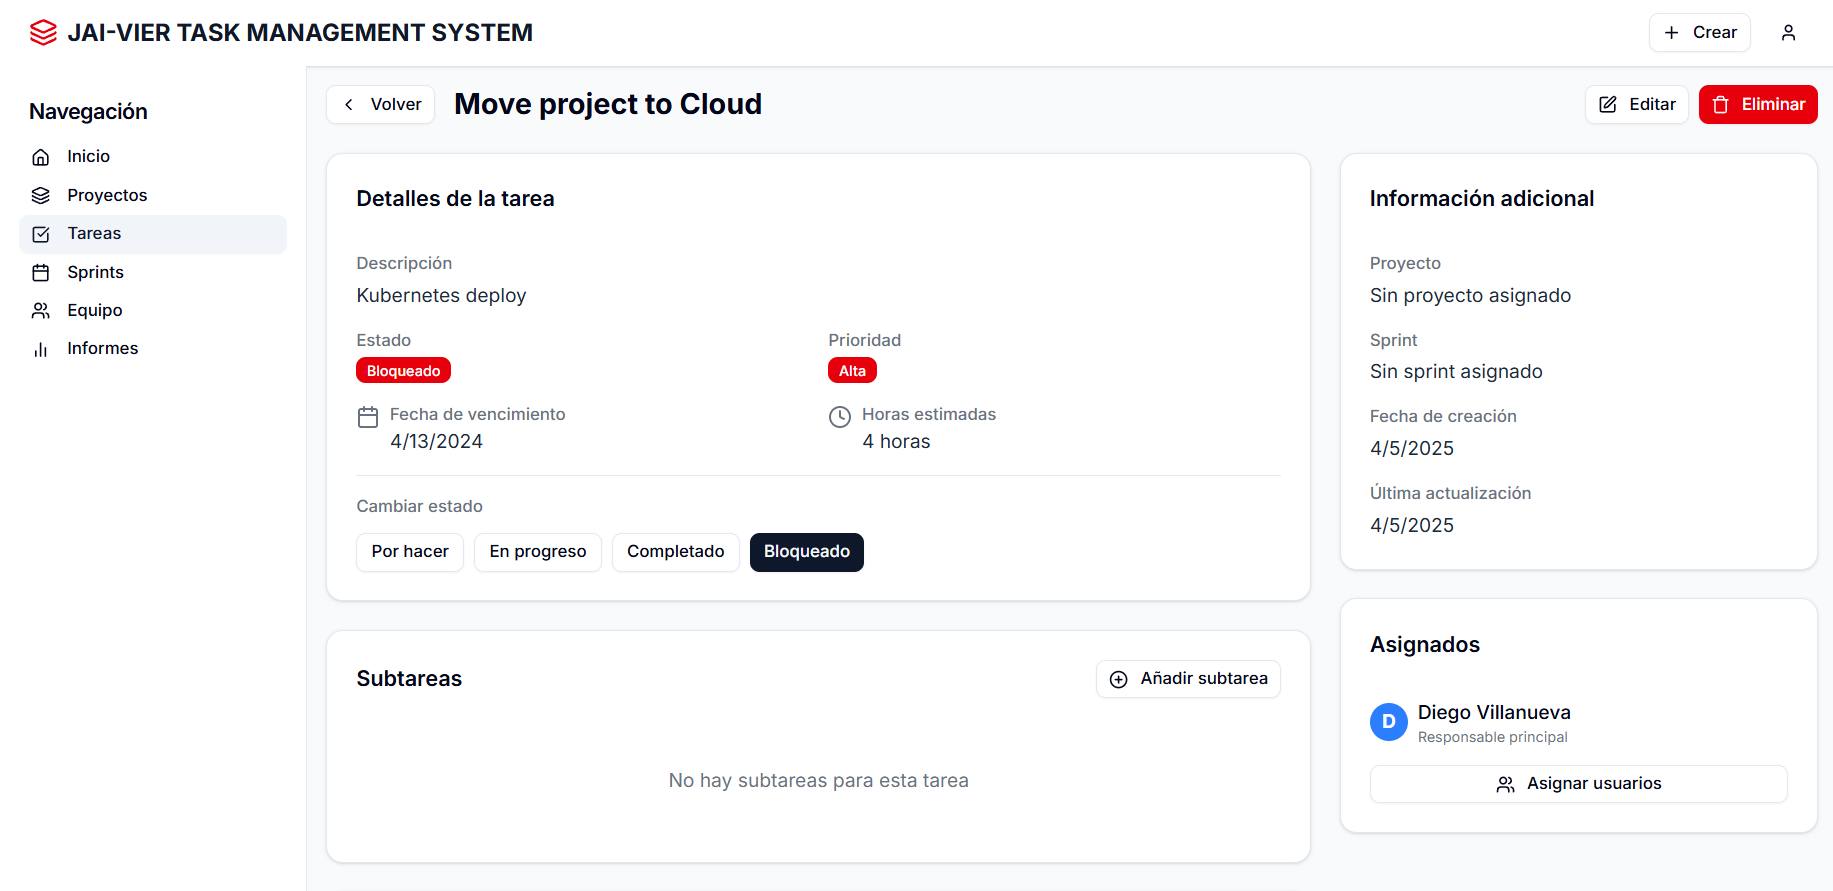 JAI-VIER TASK MANAGEMENT SYSTEM
Crear
Navegación
Inicio
Proyectos
Tareas
Sprints
Equipo
Informes
Volver
Move project to Cloud
Editar
Eliminar
Detalles de la tarea
Descripción
Kubernetes deploy
Estado
Prioridad
Bloqueado
Alta
Fecha de vencimiento
4/13/2024
Horas estimadas
4 horas
Cambiar estado
Por hacer
En progreso
Completado
Bloqueado
Subtareas
Añadir subtarea
No hay subtareas para esta tarea
Información adicional
Proyecto
Sin proyecto asignado
Sprint
Sin sprint asignado
Fecha de creación
4/5/2025
Última actualización
4/5/2025
Asignados
D
Diego Villanueva
Responsable principal
Asignar usuarios